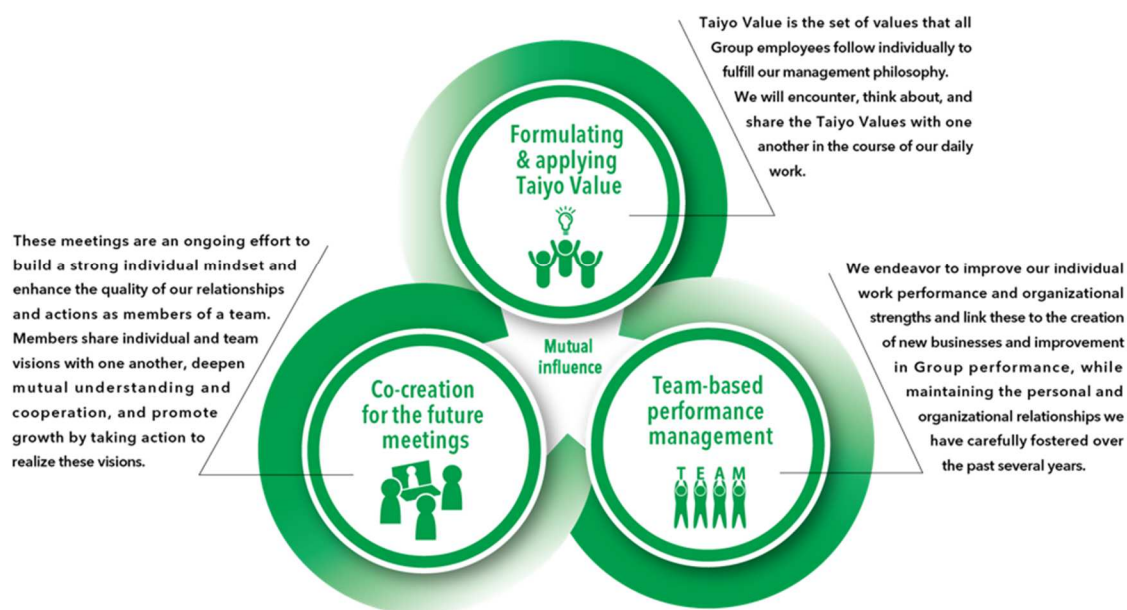 Taiyo Value is the set of values that all
Group employees follow individually to
fulfill our management philosophy.
We will encounter, think about, and
share the Taiyo Values with one
another in the course of our daily
work.
Formulating
& applying
Taiyo Value
These meetings are an ongoing effort to
build a strong individual mindset and
enhance the quality of our relationships
and actions as members of a team.
Members share individual and team
visions with one another, deepen
mutual understanding and
cooperation, and promote
growth by taking action to
realize these visions.
Mutual
influence
Co-creation
for the future
meetings
Team-based
performance
management
TEAM
We endeavor to improve our individual
work performance and organizational
strengths and link these to the creation
of new businesses and improvement
in Group performance, while
maintaining the personal and
organizational relationships we
have carefully fostered over
the past several years.